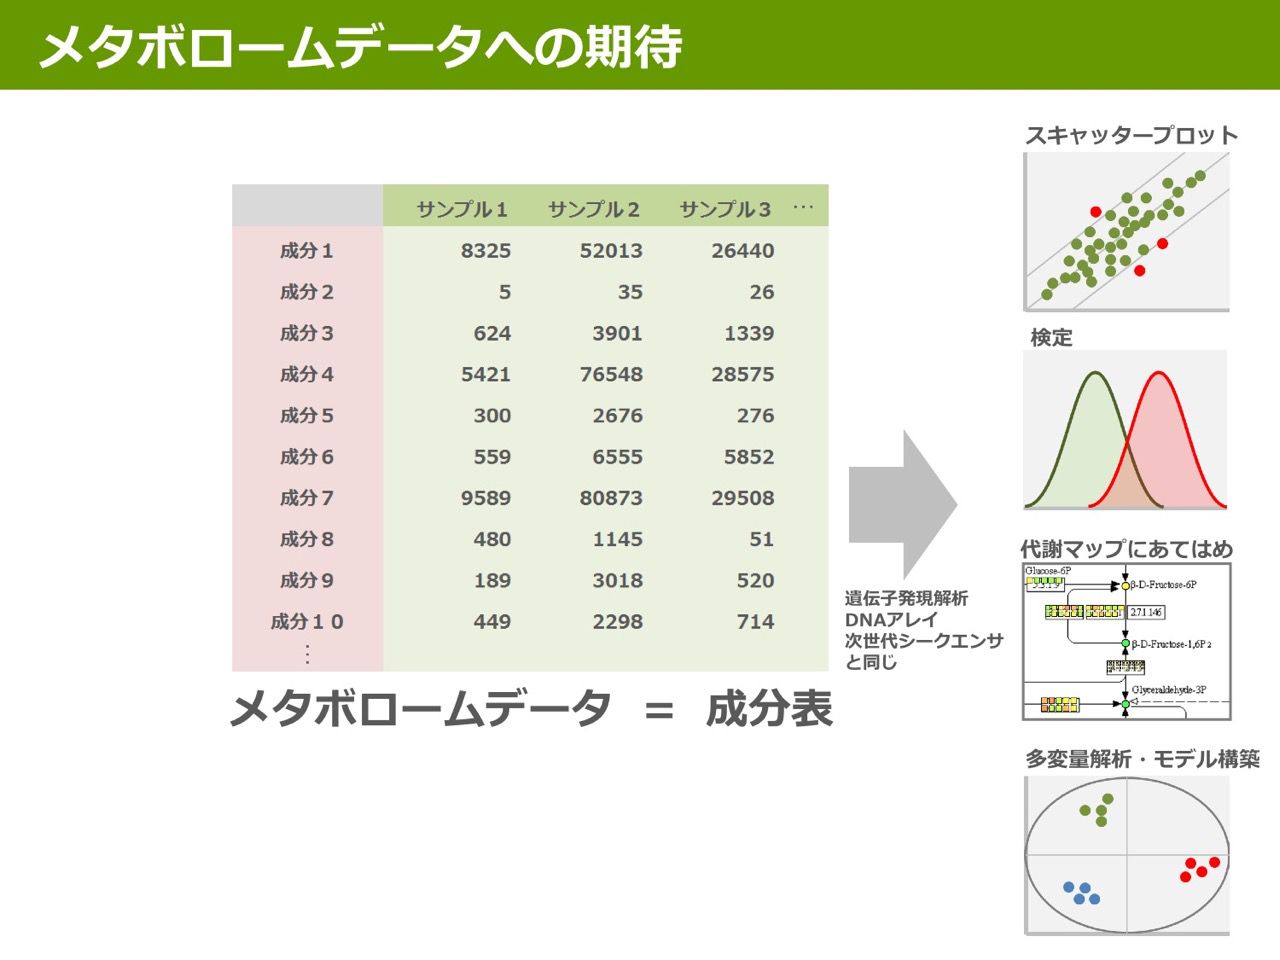 メタボロームデータへの期待
サンプル１ サンプル２ サンプル３ …
成分１ 8325 52013 26440
成分２ 5 35 26
成分３ 624 3901 1339
成分４ 5421 76548 28575
成分５ 300 2676 276
成分６ 559 6555 5852
成分７ 9589 80873 29508
成分８ 480 1145 51
成分９ 189 3018 520
成分１０ 449 2298 714
⋮
メタボロームデータ ＝ 成分表
遺伝子発現解析
DNAアレイ
次世代シークエンサ
と同じ
スキャッタープロット
検定
代謝マップにあてはめ
Glucose-6P
β-D-Fructose-6P
2.7.1.146
β-D-Fructose-1,6P2
Glyceraldehyde-3P
多変量解析・モデル構築